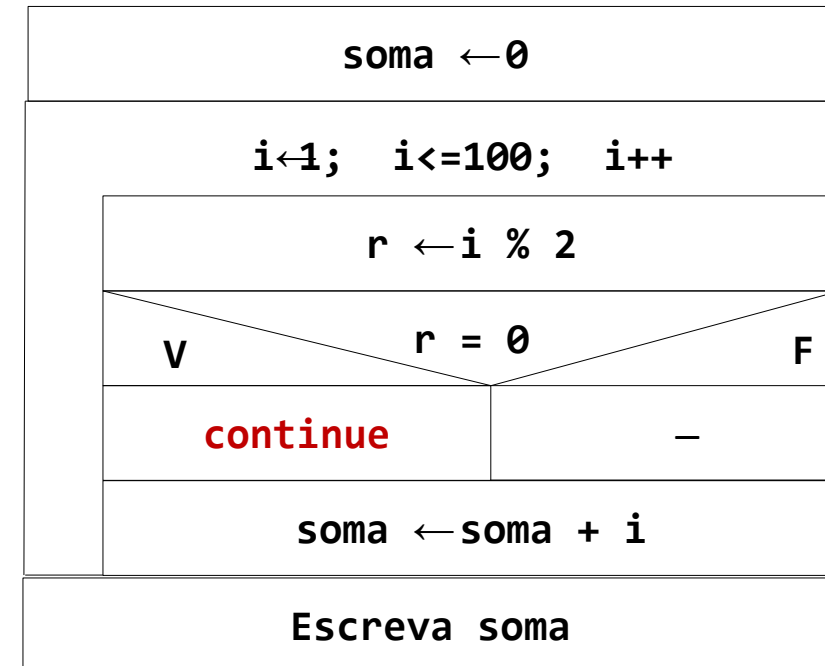 soma ←0
i←1; i<=100; i++
r ←i % 2
r = 0
V F
continue –
soma ←soma + i
Escreva soma